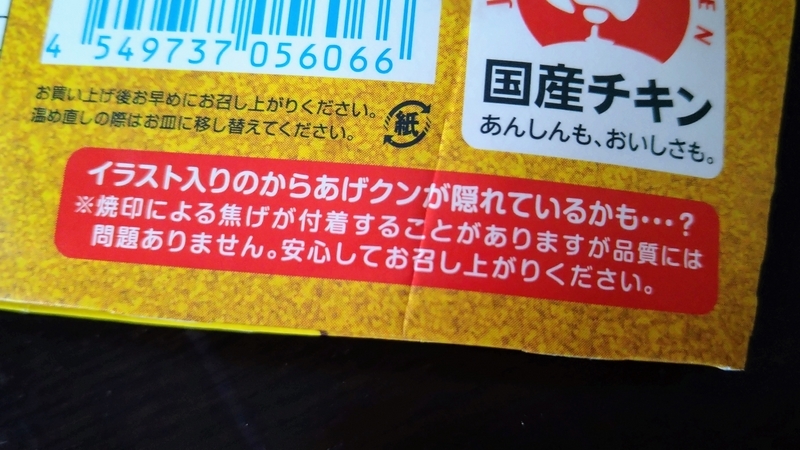 4 549737 056066
EN
国産チキン
あんしんも、おいしさも。
お買い上げ後お早めにお召し上がりください。
温め直しの際はお皿に移し替えてください。
紙
イラスト入りのからあげクンが隠れているかも・・・？
※焼印による焦げが付着することがありますが品質には
問題ありません。安心してお召し上がりください。